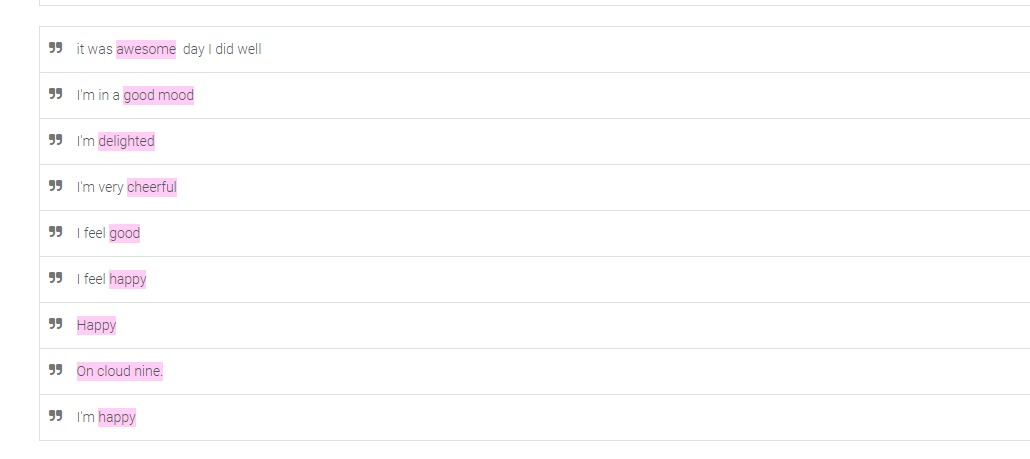 it was awesome  day I did well
I'm in a good mood
I'm delighted
I'm very cheerful
I feel good
I feel happy
Happy
On cloud nine.
I'm happy